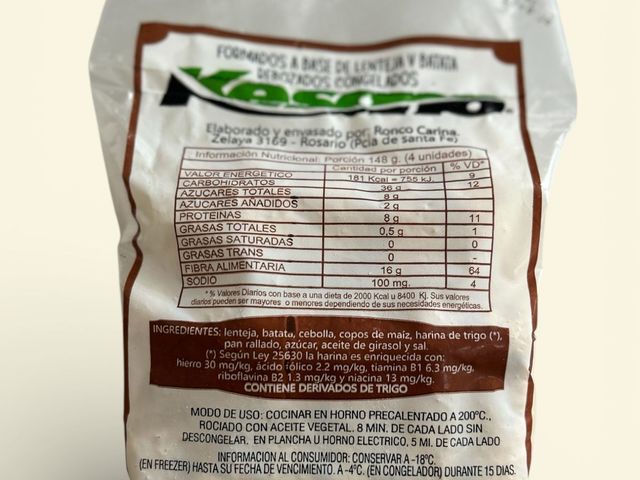 FORMADOS A BASE DE LENTEJA Y BATATA
REBOZADOS CONGELADOS
Elaborado y envasado por: Ronco Carina.
Zelaya 3169 - Rosario (Pcia de Santa Fe)
Información Nutricional: Porción 148 g. (4 unidades)
Cantidad por porción % VD*
VALOR ENERGÉTICO 181 Kcal = 755 kJ. 9
CARBOHIDRATOS 36 g 12
AZUCARES TOTALES 8 g
AZUCARES AÑADIDOS 2 g
PROTEINAS 8 g 11
GRASAS TOTALES 0,5 g 1
GRASAS SATURADAS 0 0
GRASAS TRANS 0 -
FIBRA ALIMENTARIA 16 g 64
SODIO 100 mg. 4
*% Valores Diarios con base a una dieta de 2000 Kcal u 8400 Kj. Sus valores
diarios pueden ser mayores o menores dependiendo de sus necesidades energéticas.
INGREDIENTES: lenteja, batata, cebolla, copos de maiz, harina de trigo (*),
pan rallado, azúcar, aceite de girasol y sal.
(*) Según Ley 25630 la harina es enriquecida con:
hierro 30 mg/kg, ácido fólico 2.2 mg/kg, tiamina B1 6.3 mg/kg,
riboflavina B2 1.3 mg/kg y niacina 13 mg/kg.
CONTIENE DERIVADOS DE TRIGO
MODO DE USO: COCINAR EN HORNO PRECALENTADO A 200°C.,
ROCIADO CON ACEITE VEGETAL. 8 MIN. DE CADA LADO SIN
DESCONGELAR. EN PLANCHA U HORNO ELECTRICO, 5 MI. DE CADA LADO
INFORMACION AL CONSUMIDOR: CONSERVAR A -18°C.
(EN FREEZER) HASTA SU FECHA DE VENCIMIENTO. A -4°C. (EN CONGELADOR) DURANTE 15 DIAS.